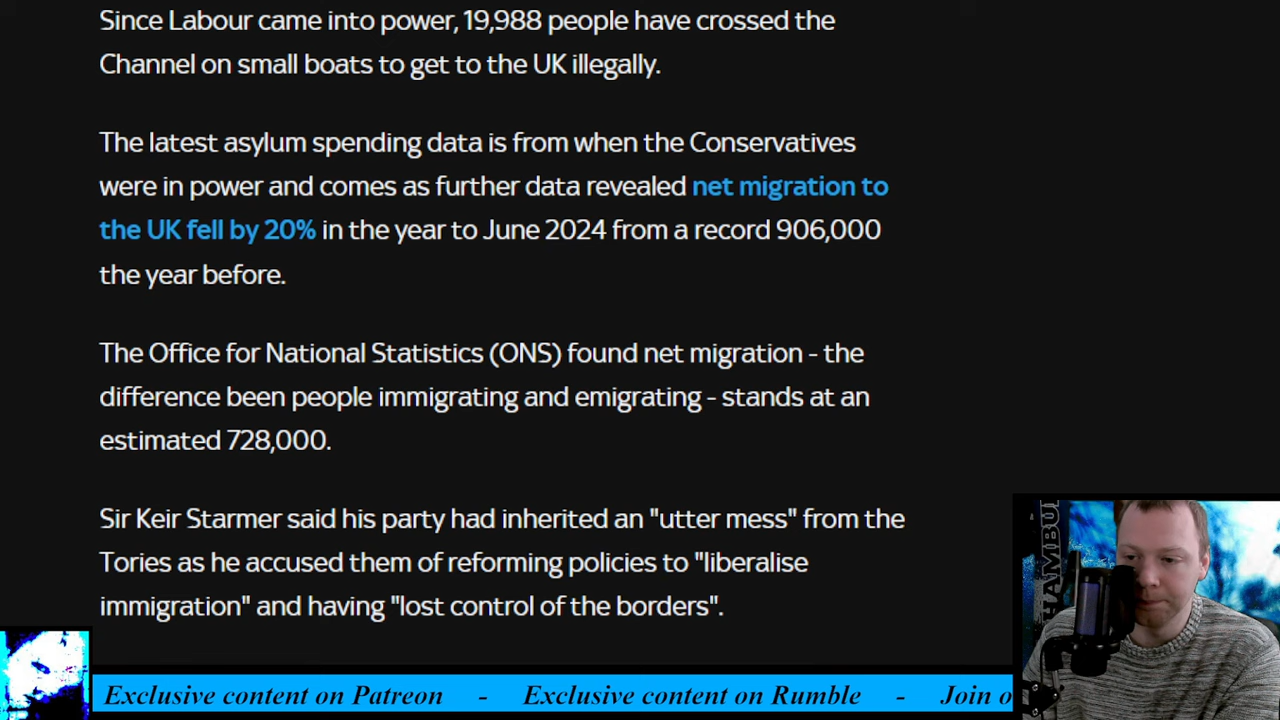 Since Labour came into power, 19,988 people have crossed the
Channel on small boats to get to the UK illegally.
The latest asylum spending data is from when the Conservatives
were in power and comes as further data revealed net migration to
the UK fell by 20% in the year to June 2024 from a record 906,000
the year before.
The Office for National Statistics (ONS) found net migration - the
difference been people immigrating and emigrating - stands at an
estimated 728,000.
Sir Keir Starmer said his party had inherited an "utter mess" from the
Tories as he accused them of reforming policies to "liberalise
immigration" and having "lost control of the borders".
Exclusive content on Patreon - Exclusive content on Rumble - Join o